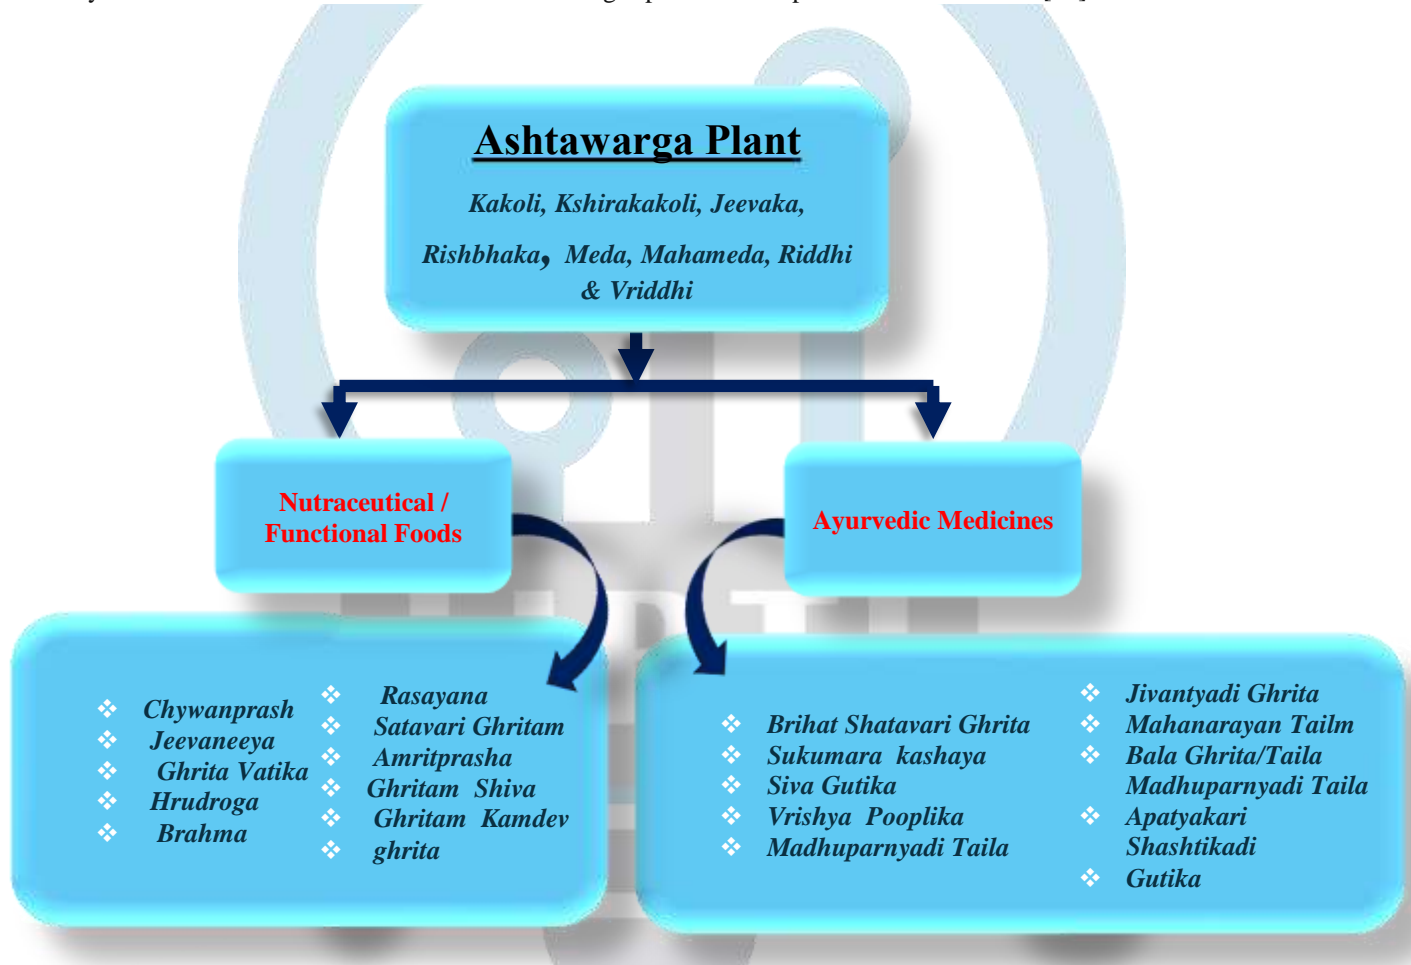 Ashtawarga Plant
Kakoli, Kshirakakoli, Jeevaka,
Rishbhaka, Meda, Mahameda, Riddhi
& Vriddhi
Nutraceutical /
Functional Foods
Ayurvedic Medicines
❖ Chywanprash
❖ Jeevaneeya
❖ Ghrita Vatika
❖ Hrudroga
❖ Brahma
❖ Rasayana
❖ Satavari Ghritam
❖ Amritprasha
❖ Ghritam Shiva
❖ Ghritam Kamdev
❖ ghrita
❖ Brihat Shatavari Ghrita
❖ Sukumara kashaya
❖ Siva Gutika
❖ Vrishya Pooplika
❖ Madhuparnyadi Taila
❖ Jivantyadi Ghrita
❖ Mahanarayan Tailm
❖ Bala Ghrita/Taila
Madhuparnyadi Taila
❖ Apatyakari
Shashtikadi
❖ Gutika